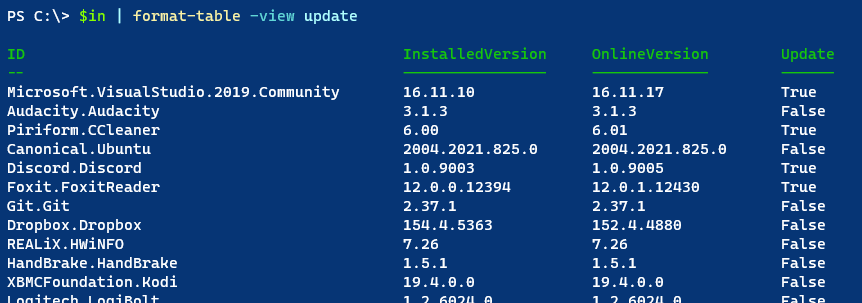 PS C:\> $in | format-table -view update
ID InstalledVersion OnlineVersion Update
-- ---------------- ------------- ------
Microsoft.VisualStudio.2019.Community 16.11.10 16.11.17 True
Audacity.Audacity 3.1.3 3.1.3 False
Piriform.CCleaner 6.00 6.01 True
Canonical.Ubuntu 2004.2021.825.0 2004.2021.825.0 False
Discord.Discord 1.0.9003 1.0.9005 True
Foxit.FoxitReader 12.0.0.12394 12.0.1.12430 True
Git.Git 2.37.1 2.37.1 False
Dropbox.Dropbox 154.4.5363 152.4.4880 False
REALiX.HWiNFO 7.26 7.26 False
HandBrake.HandBrake 1.5.1 1.5.1 False
XBMCFoundation.Kodi 19.4.0.0 19.4.0.0 False
Logitech.LogiBolt 1.2.6024.0 1.2.6024.0 False